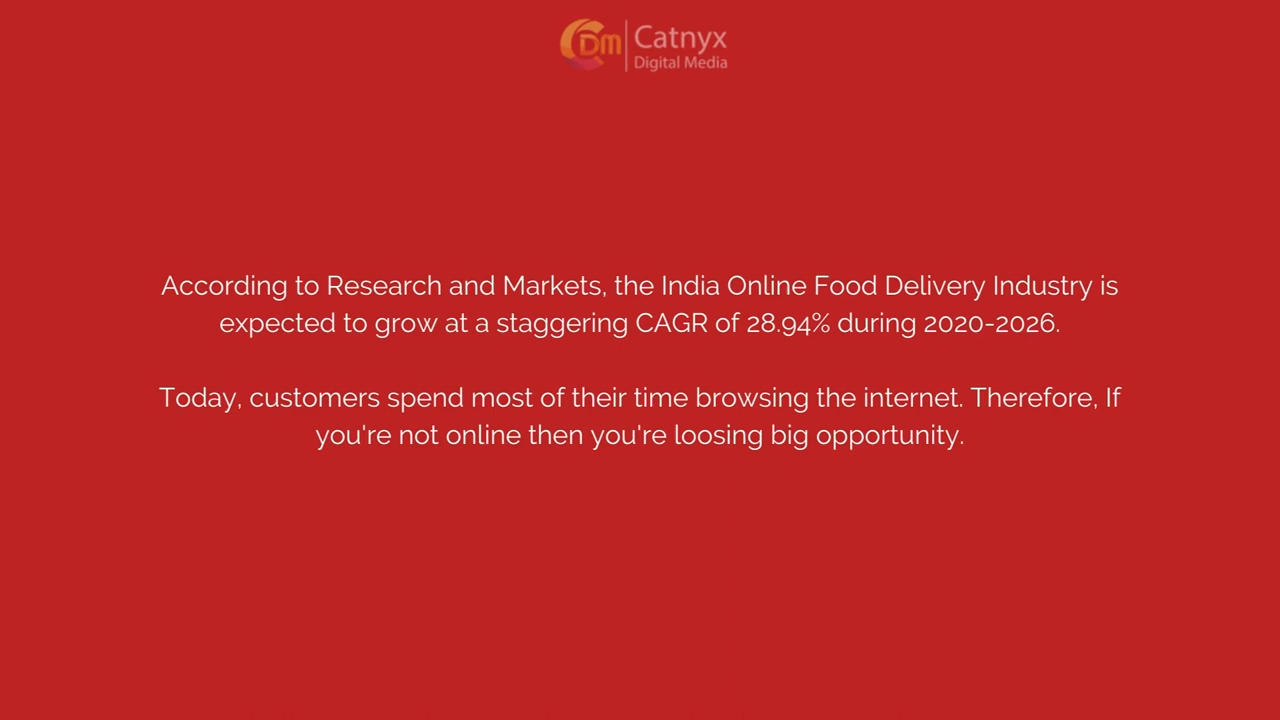 CDM
Catnyx
Digital Media
According to Research and Markets, the India Online Food Delivery Industry is
expected to grow at a staggering CAGR of 28.94% during 2020-2026.
Today, customers spend most of their time browsing the internet. Therefore, If
you're not online then you're loosing big opportunity.